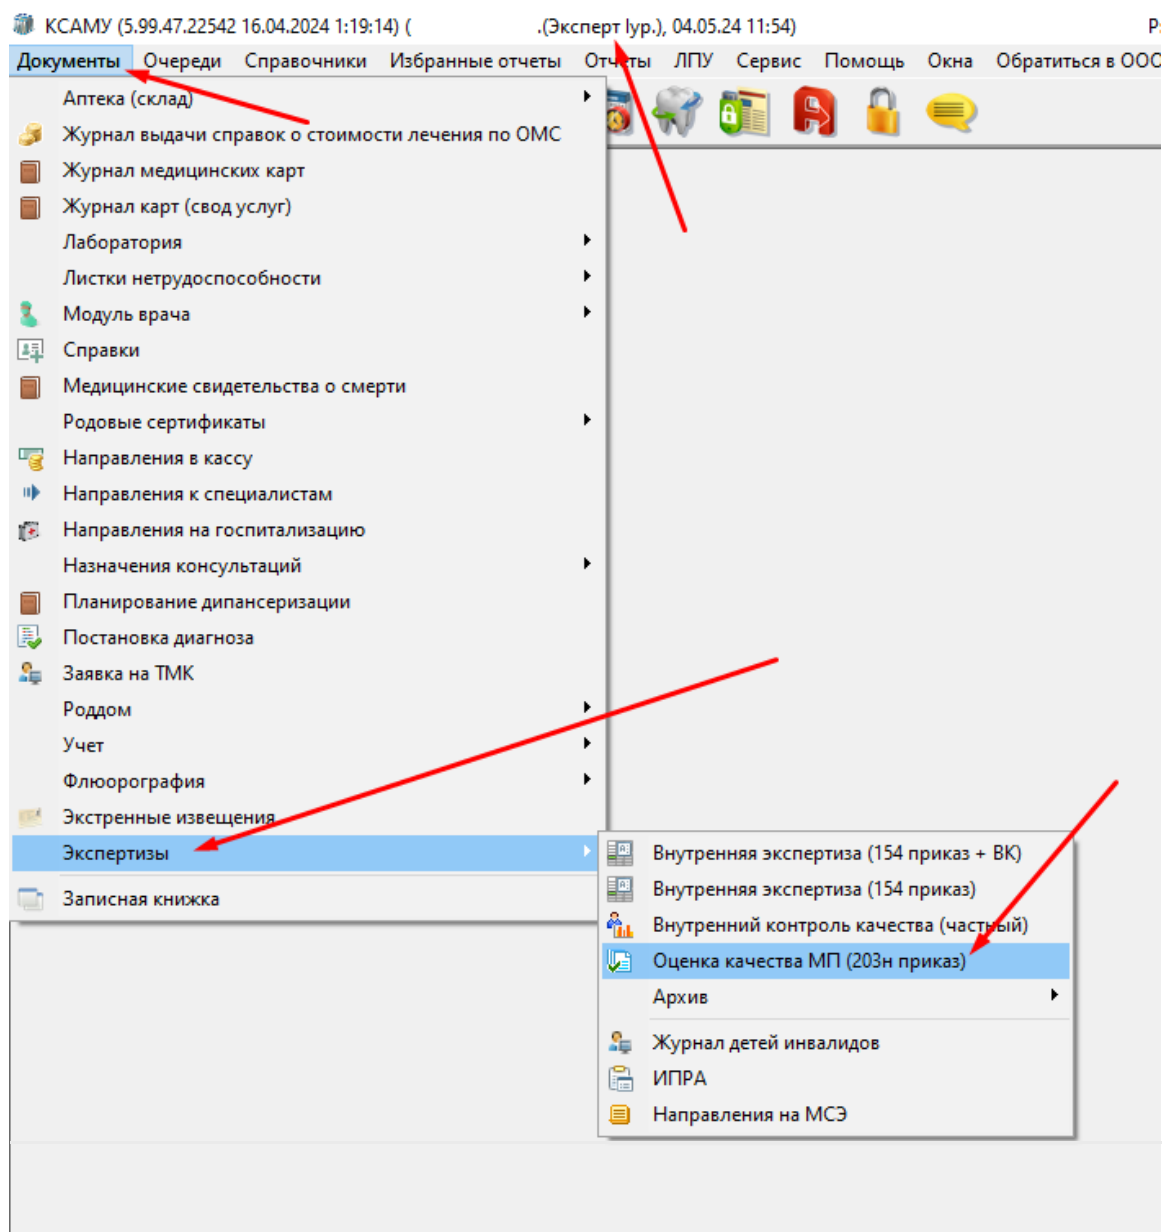 КСАМУ (5.99.47.22542 16.04.2024 1:19:14) ( .(Эксперт Iур.), 04.05.24 11:54)
Документы Очереди Справочники Избранные отчеты Отчеты ЛПУ Сервис Помощь Окна Обратиться в ООО
Аптека (склад)
Журнал выдачи справок о стоимости лечения по ОМС
Журнал медицинских карт
Журнал карт (свод услуг)
Лаборатория
Листки нетрудоспособности
Модуль врача
Справки
Медицинские свидетельства о смерти
Родовые сертификаты
Направления в кассу
Направления к специалистам
Направления на госпитализацию
Назначения консультаций
Планирование дипансеризации
Постановка диагноза
Заявка на ТМК
Роддом
Учет
Флюорография
Экстренные извещения
Экспертизы
Записная книжка
Внутренняя экспертиза (154 приказ + ВК)
Внутренняя экспертиза (154 приказ)
Внутренний контроль качества (частный)
Оценка качества МП (203н приказ)
Архив
Журнал детей инвалидов
ИПРА
Направления на МСЭ